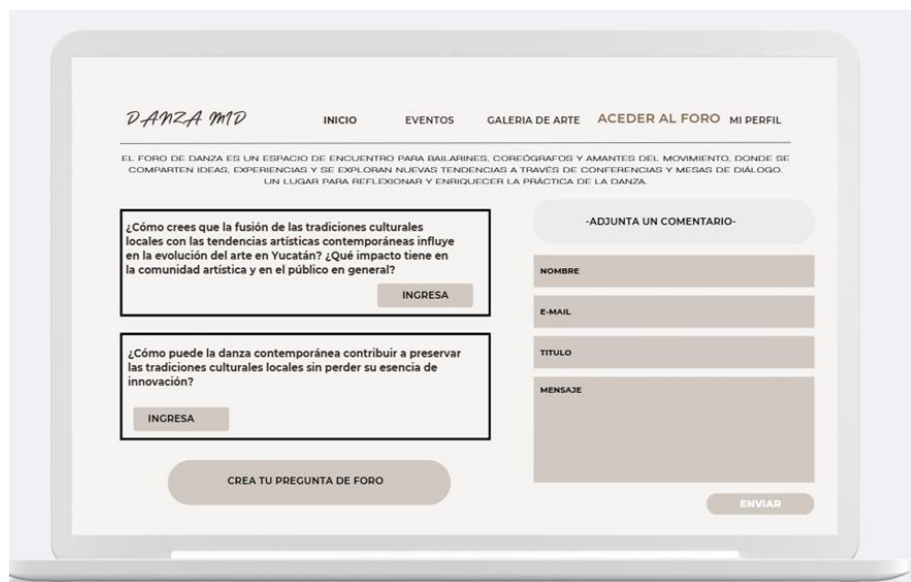 DANZA MD
INICIO EVENTOS GALERIA DE ARTE ACEDER AL FORO MI PERFIL
EL FORO DE DANZA ES UN ESPACIO DE ENCUENTRO PARA BAILARINES, COREÓGRAFOS Y AMANTES DEL MOVIMIENTO, DONDE SE
COMPARTEN IDEAS, EXPERIENCIAS Y SE EXPLORAN NUEVAS TENDENCIAS A TRAVÉS DE CONFERENCIAS Y MESAS DE DIÁLOGO.
UN LUGAR PARA REFLEXIONAR Y ENRIQUECER LA PRÁCTICA DE LA DANZA.
¿Cómo crees que la fusión de las tradiciones culturales
locales con las tendencias artísticas contemporáneas influye
en la evolución del arte en Yucatán? ¿Qué impacto tiene en
la comunidad artística y en el público en general?
INGRESA
¿Cómo puede la danza contemporánea contribuir a preservar
las tradiciones culturales locales sin perder su esencia de
innovación?
INGRESA
CREA TU PREGUNTA DE FORO
-ADJUNTA UN COMENTARIO-
NOMBRE
E-MAIL
TITULO
MENSAJE
ENVIAR